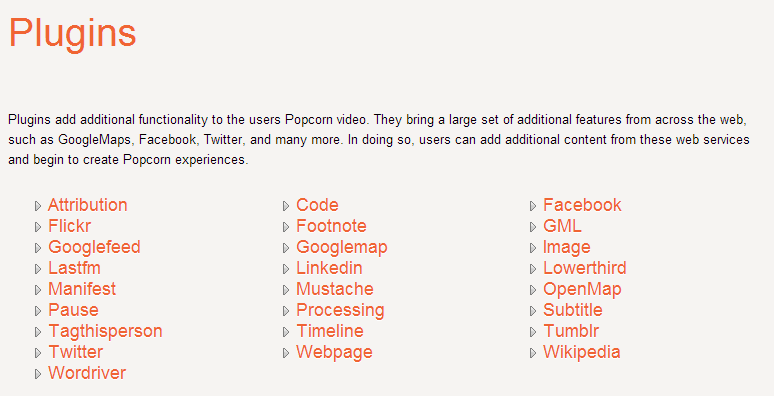 Plugins
Plugins add additional functionality to the users Popcorn video. They bring a large set of additional features from across the web,
such as GoogleMaps, Facebook, Twitter, and many more. In doing so, users can add additional content from these web services
and begin to create Popcorn experiences.
Attribution Code Facebook
Flickr Footnote GML
Googlefeed Googlemap Image
Lastfm Linkedin Lowerthird
Manifest Mustache OpenMap
Pause Processing Subtitle
Tagthisperson Timeline Tumblr
Twitter Webpage Wikipedia
Wordriver